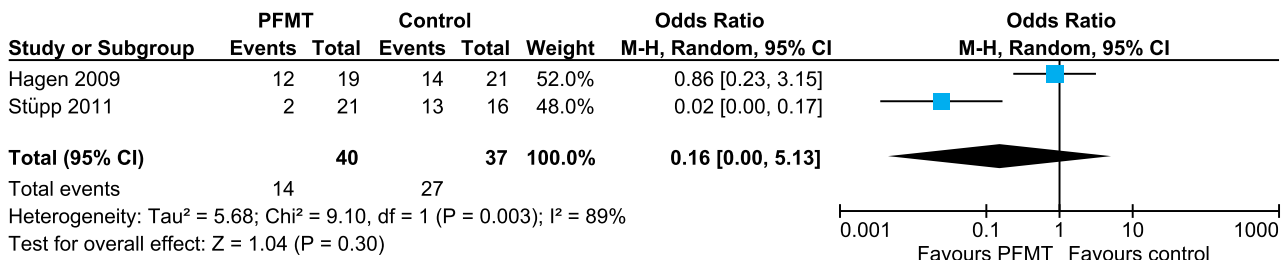 PFMT Control Odds Ratio Odds Ratio
Study or Subgroup Events Total Events Total Weight M-H, Random, 95% CI M-H, Random, 95% CI
Hagen 2009 12 19 14 21 52.0% 0.86 [0.23, 3.15]
Stüpp 2011 2 21 13 16 48.0% 0.02 [0.00, 0.17]
Total (95% CI) 40 37 100.0% 0.16 [0.00, 5.13]
Total events 14 27
Heterogeneity: Tau² = 5.68; Chi² = 9.10, df = 1 (P = 0.003); I² = 89%
Test for overall effect: Z = 1.04 (P = 0.30)
0.001 0.1 1 10 1000
Favours PFMT Favours control